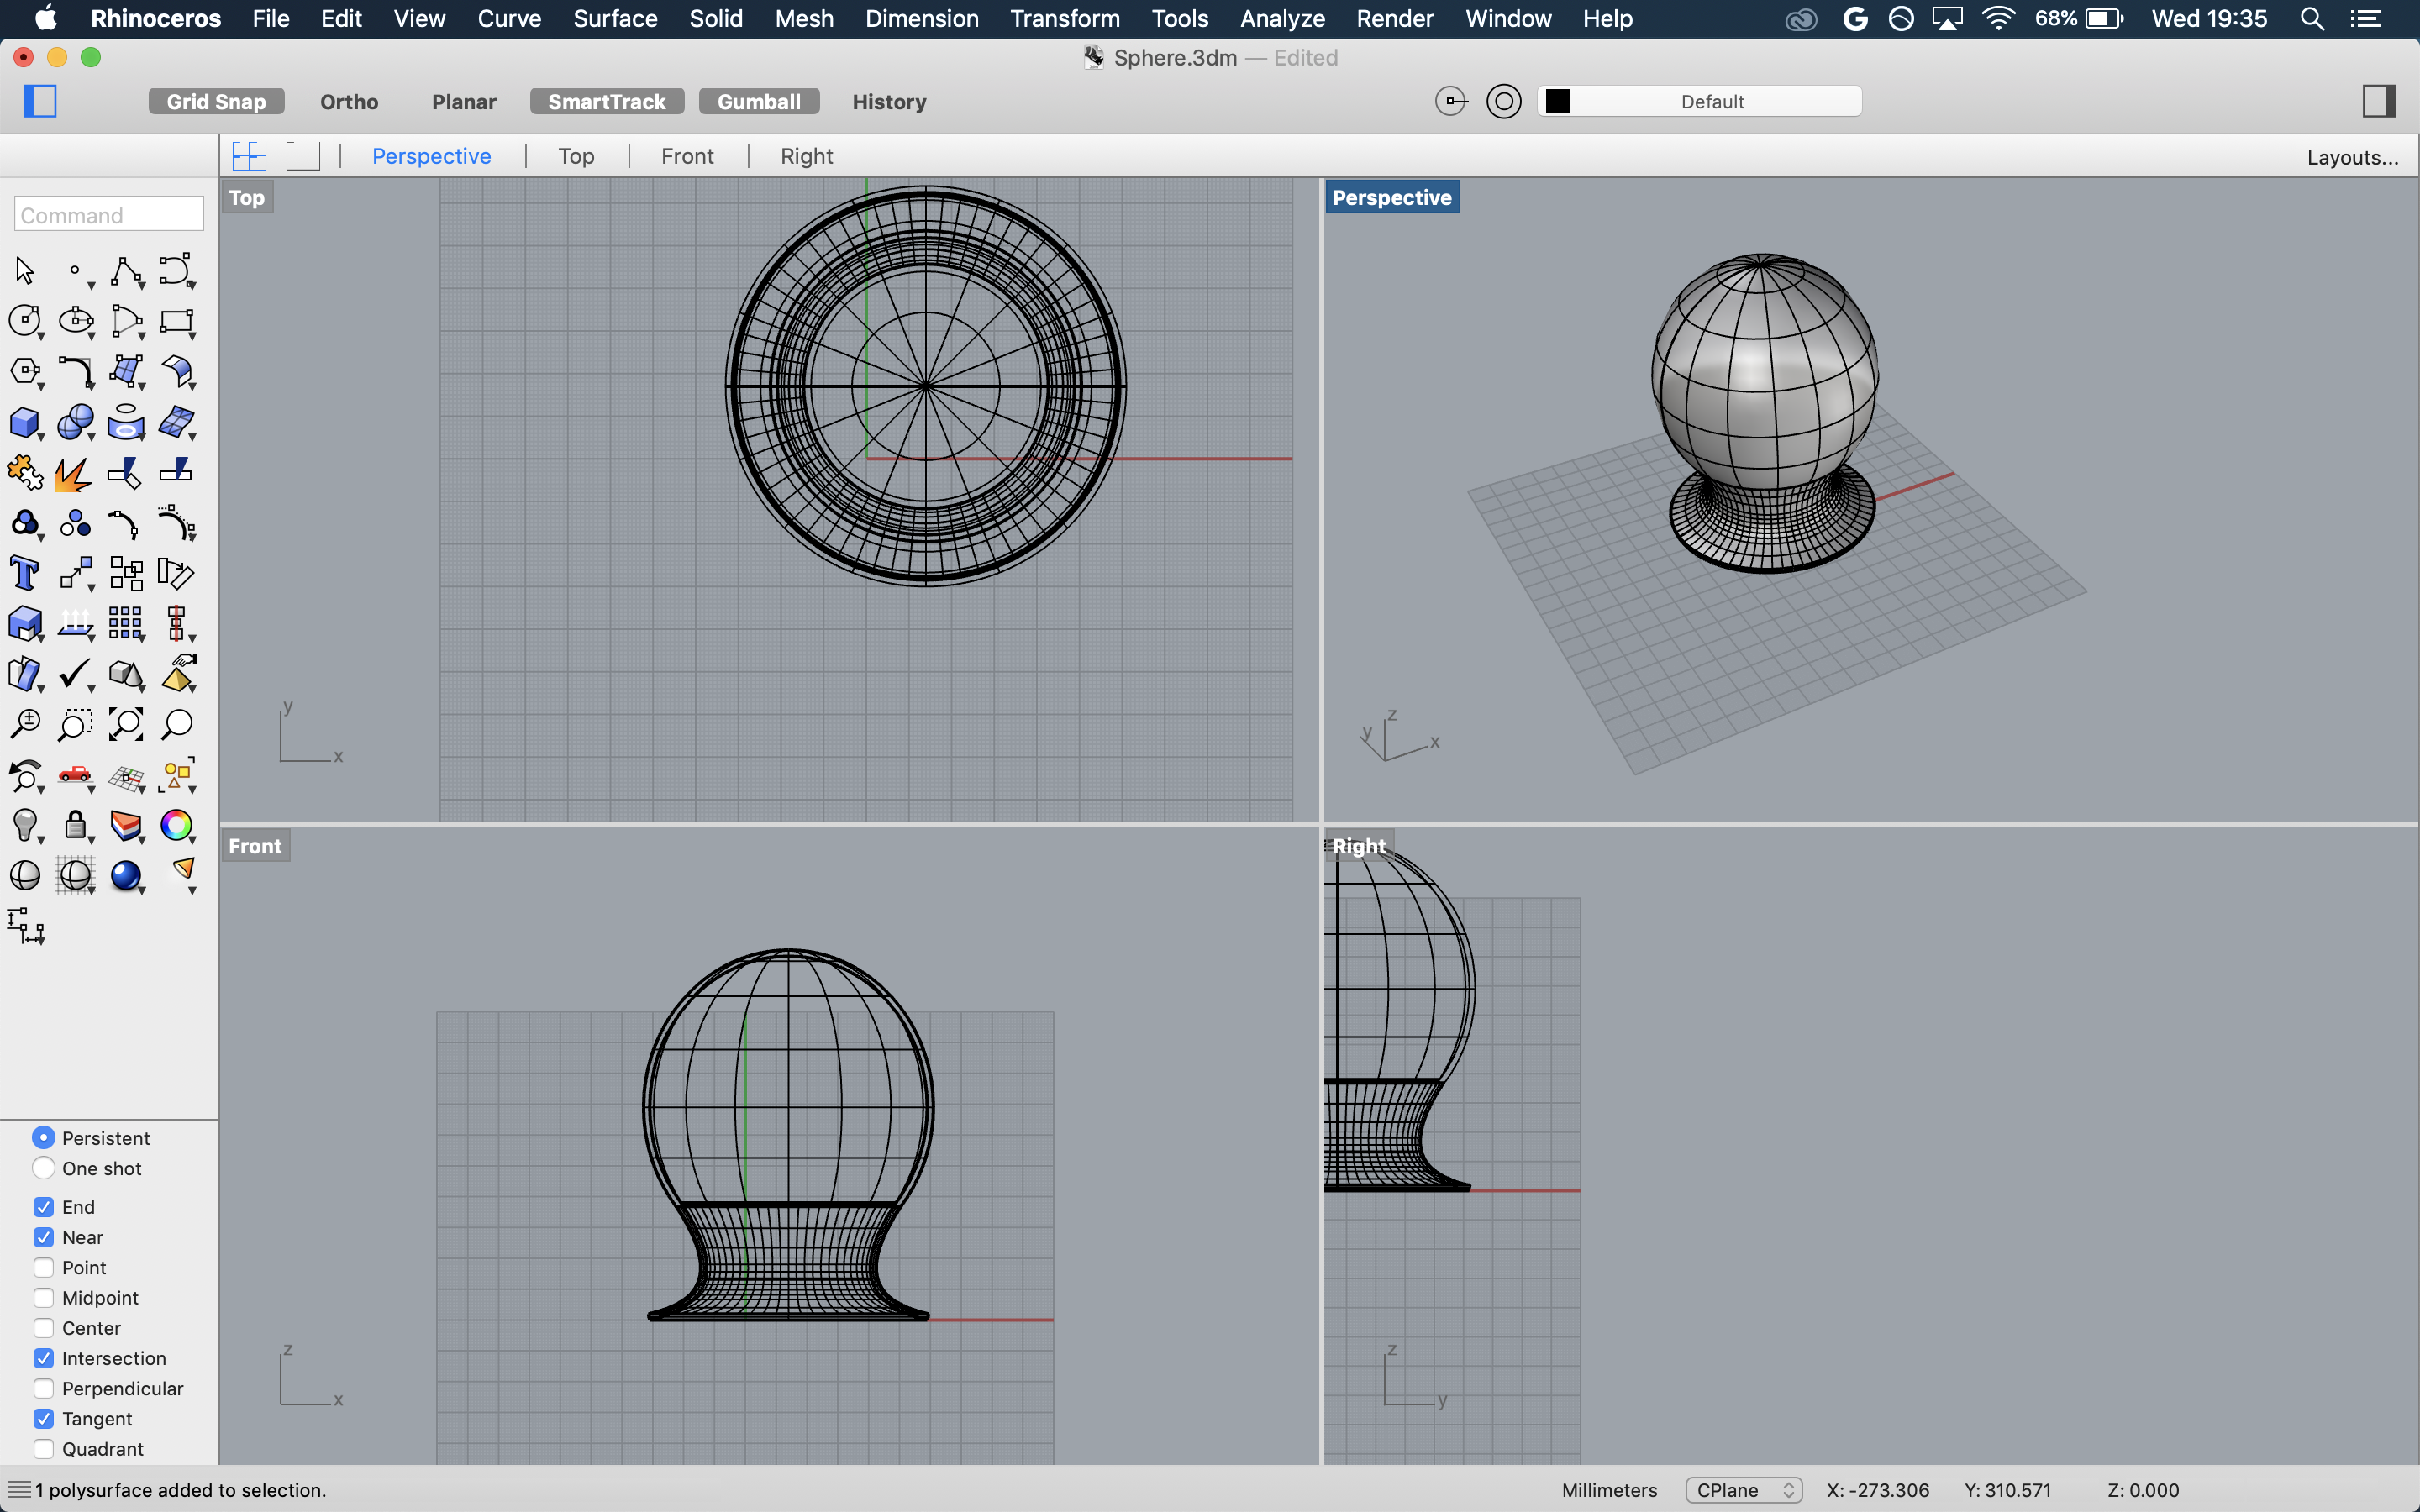 Rhinoceros File Edit View Curve Surface Solid Mesh Dimension Transform Tools Analyze Render Window Help G 68% Wed 19:35
Sphere.3dm — Edited
Grid Snap Ortho Planar SmartTrack Gumball History Default
Perspective | Top | Front | Right Layouts...
Top
Perspective
Command
y
x
z
y
x
Front
Right
z
x
z
y
Persistent
One shot
End
Near
Point
Midpoint
Center
Intersection
Perpendicular
Tangent
Quadrant
1 polysurface added to selection. Millimeters CPlane X: -273.306 Y: 310.571 Z: 0.000